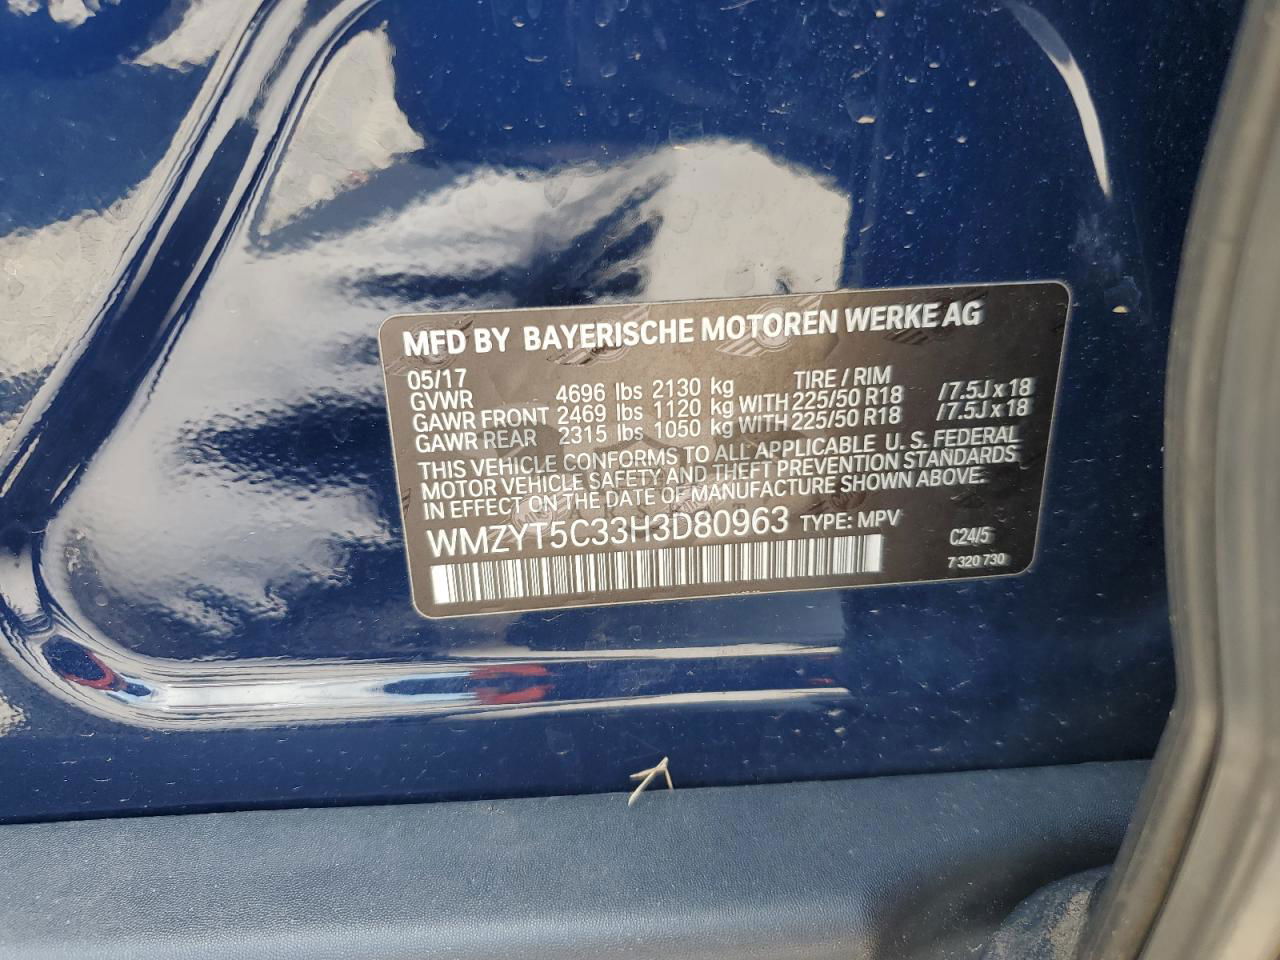 MFD BY BAYERISCHE MOTOREN WERKE AG
05/17 TIRE / RIM
GVWR 4696 lbs 2130 kg
GAWR FRONT 2469 lbs 1120 kg WITH 225/50 R18 /7.5J x 18
GAWR REAR 2315 lbs 1050 kg WITH 225/50 R18 /7.5J x 18
THIS VEHICLE CONFORMS TO ALL APPLICABLE U. S. FEDERAL
MOTOR VEHICLE SAFETY AND THEFT PREVENTION STANDARDS
IN EFFECT ON THE DATE OF MANUFACTURE SHOWN ABOVE.
WMZYT5C33H3D80963 TYPE: MPV C24/5
7 320 730